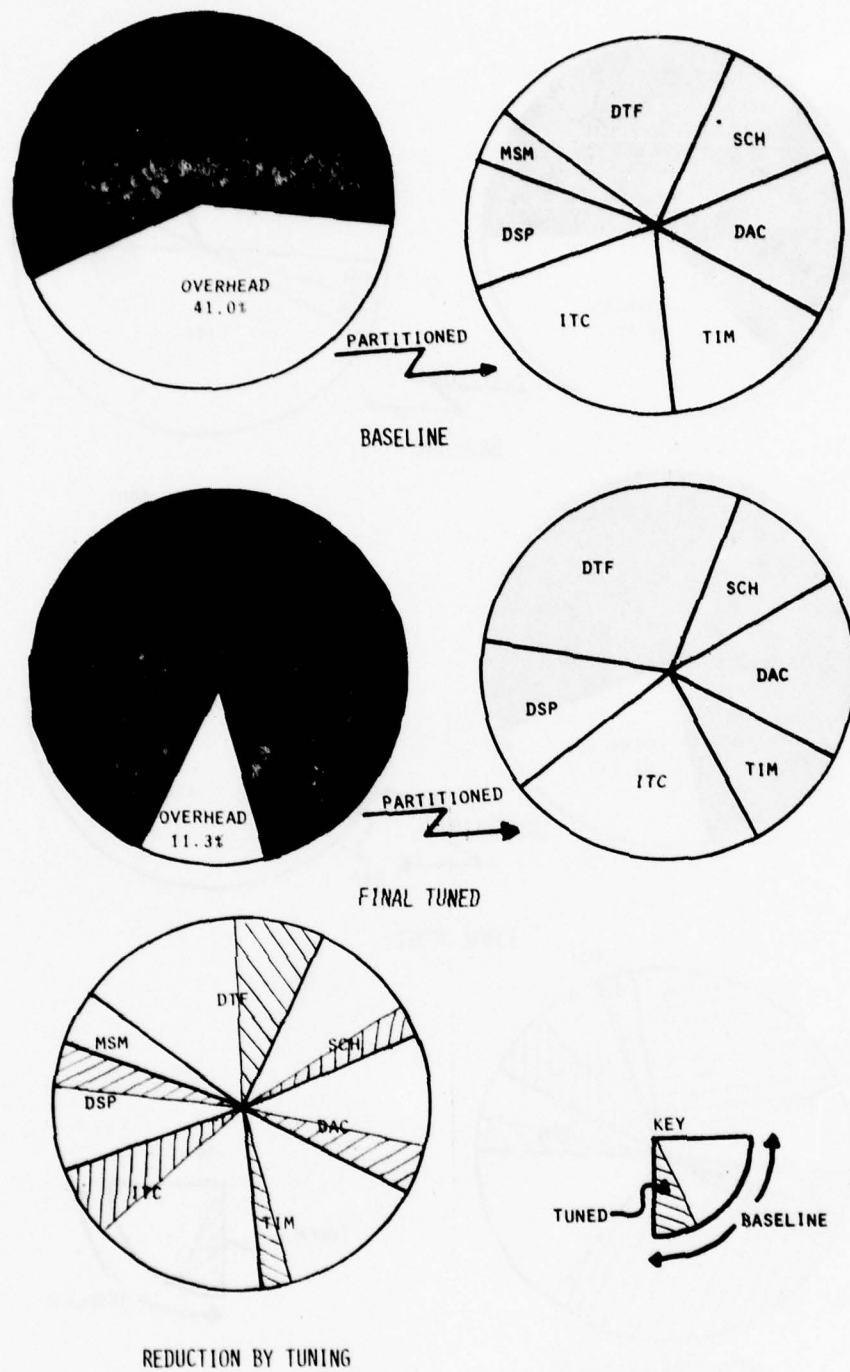 OVERHEAD
41.0%
DTF
SCH
MSM
DSP
DAC
ITC
TIM
PARTITIONED
BASELINE
OVERHEAD
11.3%
DTF
SCH
DAC
DSP
ITC
TIM
PARTITIONED
FINAL TUNED
DTF
MSM
SCH
DSP
DAC
ITC
TIM
KEY
TUNED
BASELINE
REDUCTION BY TUNING